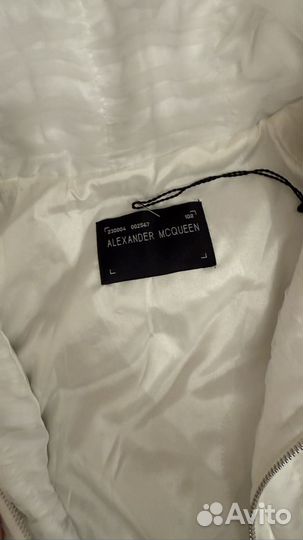 230004 002567 102
ALEXANDER MCQUEEN
Avito